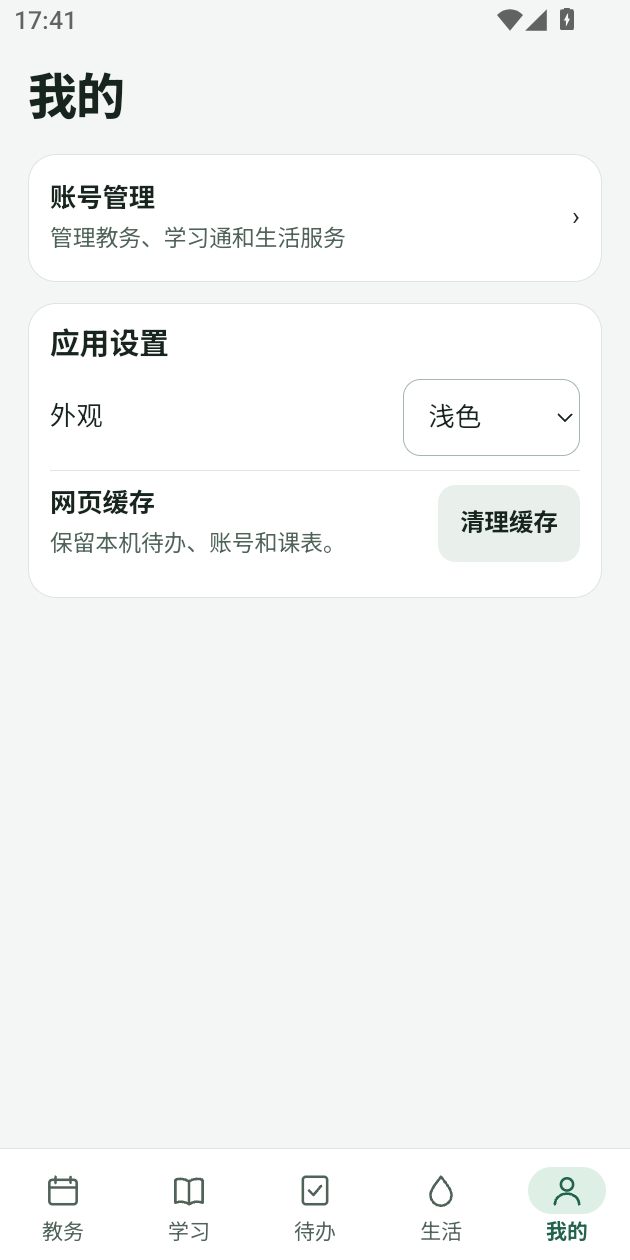 17:41
我的
账号管理
管理教务、学习通和生活服务
›
应用设置
外观
浅色
网页缓存
保留本机待办、账号和课表。
清理缓存
教务
学习
待办
生活
我的